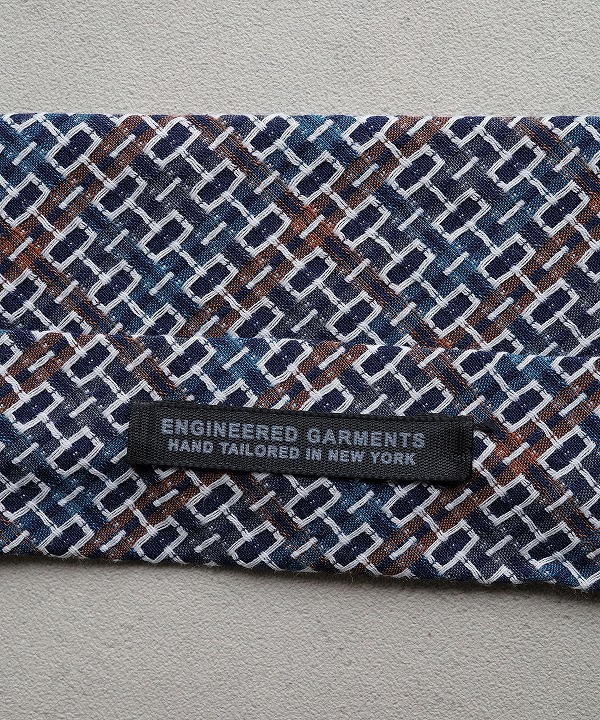 ENGINEERED GARMENTS
HAND TAILORED IN NEW YORK